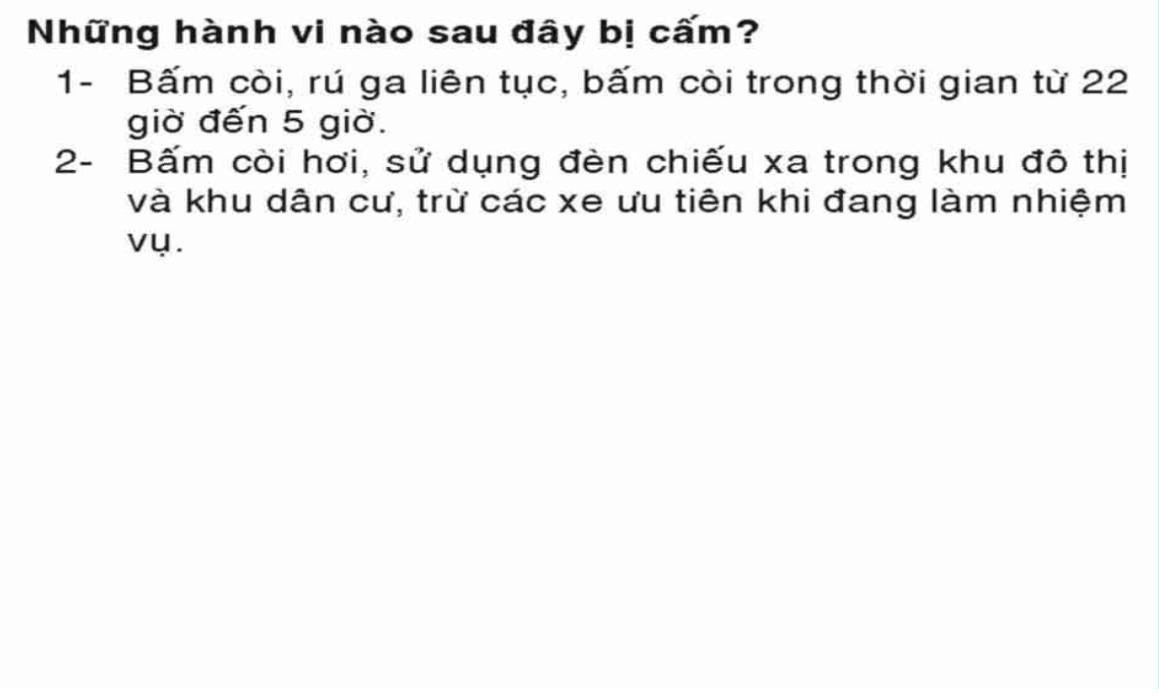 Những hành vi nào sau đây bị cấm?
1- Bấm còi, rú ga liên tục, bấm còi trong thời gian từ 22
giờ đến 5 giờ.
2- Bấm còi hơi, sử dụng đèn chiếu xa trong khu đô thị
và khu dân cư, trừ các xe ưu tiên khi đang làm nhiệm
vụ.